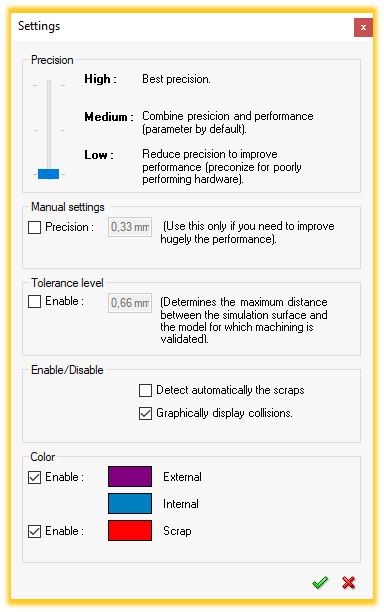 Settings
x
Precision
High : Best precision.
Medium : Combine presicion and performance
(parameter by default).
Low : Reduce precision to improve
performance (preconize for poorly
performing hardware).
Manual settings
Precision : 0,33 mm (Use this only if you need to improve
hugely the performance).
Tolerance level
Enable : 0,66 mm (Determines the maximum distance
between the simulation surface and
the model for which machining is
validated).
Enable/Disable
Detect automatically the scraps
Graphically display collisions.
Color
Enable : External
Internal
Enable : Scrap